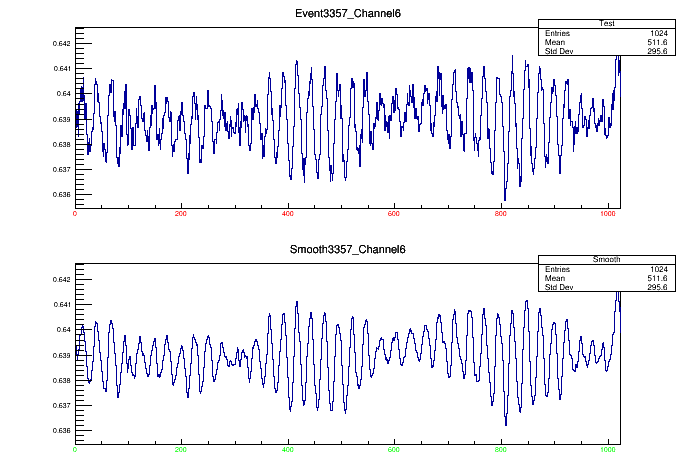 Event3357_Channel6
Test
Entries 1024
Mean 511.6
Std Dev 295.6
0.642
0.641
0.64
0.639
0.638
0.637
0.636
0 200 400 600 800 1000
Smooth3357_Channel6
Smooth
Entries 1024
Mean 511.6
Std Dev 295.6
0.642
0.641
0.64
0.639
0.638
0.637
0.636
0 200 400 600 800 1000